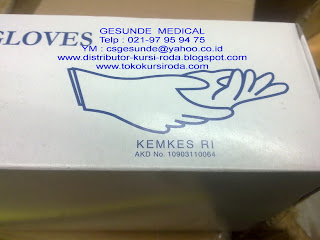 GLOVES
GESUNDE MEDICAL
Telp : 021-97 95 94 75
YM : csgesunde@yahoo.co.id
www.distributor-kursi-roda.blogspot.com
www.tokokursiroda.com
KEMKES RI
AKD No. 10903110064